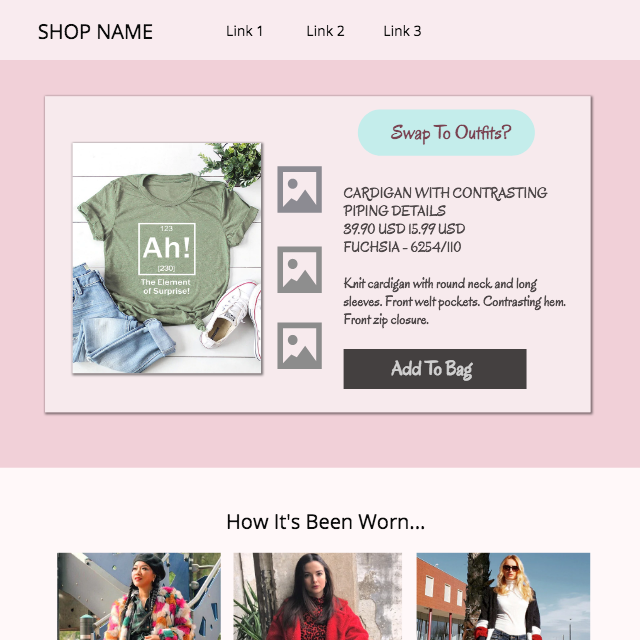 SHOP NAME
Link 1
Link 2
Link 3
Swap To Outfits?
123
Ah!
[230]
The Element
of Surprise!
CARDIGAN WITH CONTRASTING
PIPING DETAILS
39.90 USD 15.99 USD
FUCHSIA - 6254/110
Knit cardigan with round neck and long
sleeves. Front welt pockets. Contrasting hem.
Front zip closure.
Add To Bag
How It's Been Worn...